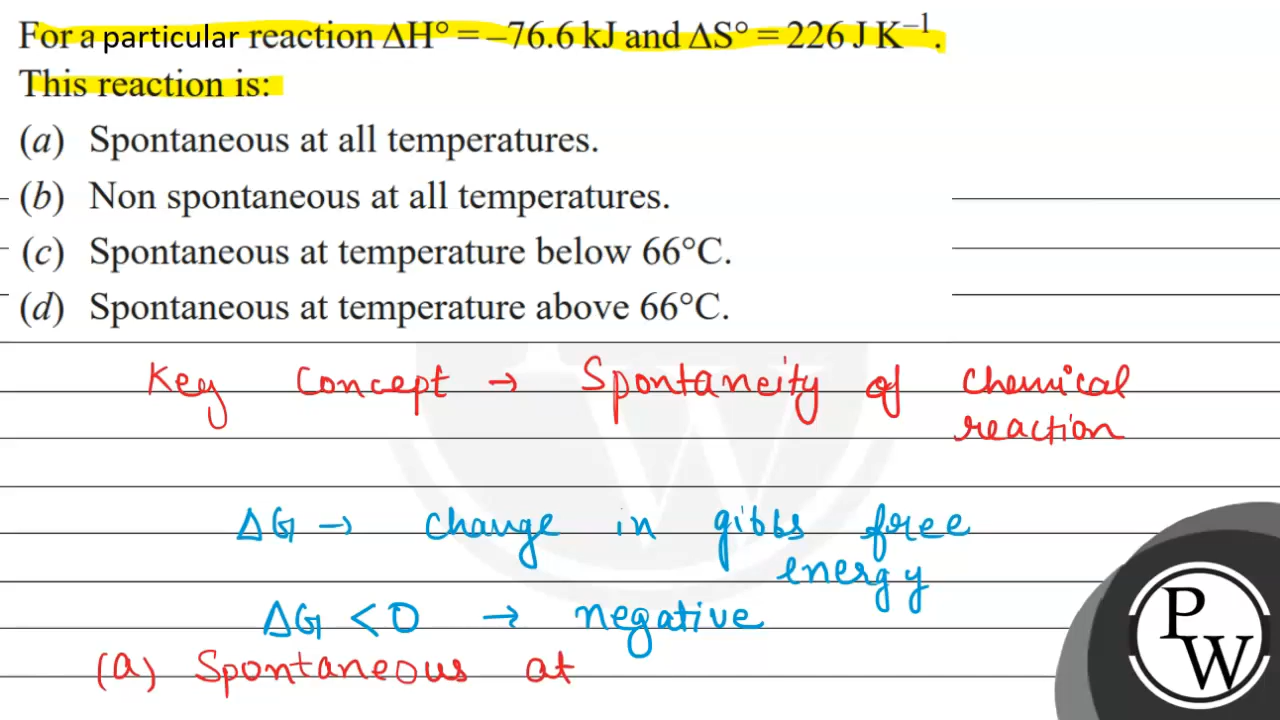 For a particular reaction ΔH° = –76.6 kJ and ΔS° = 226 J K⁻¹.
This reaction is:
(a) Spontaneous at all temperatures.
(b) Non spontaneous at all temperatures.
(c) Spontaneous at temperature below 66°C.
(d) Spontaneous at temperature above 66°C.
Key Concept → Spontaneity of chemical
reaction
ΔG → change in gibbs free
energy
ΔG < 0 → negative
(a) Spontaneous at
P
W